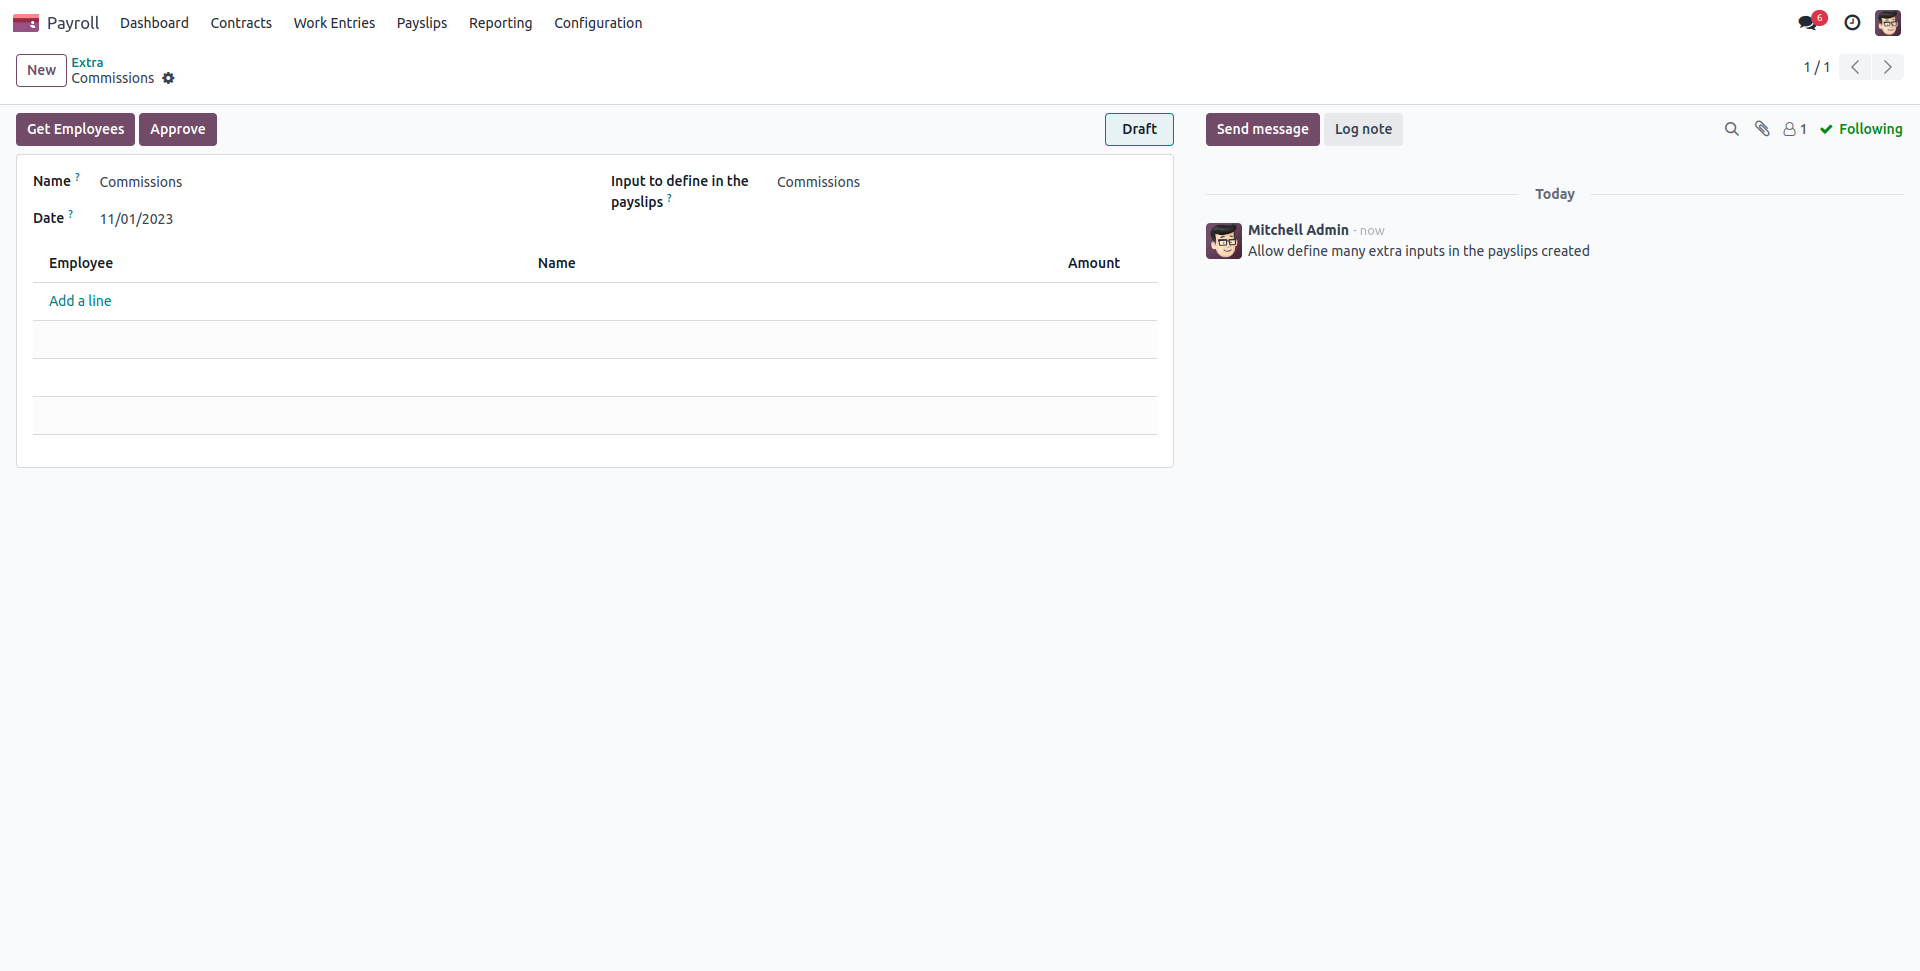 Payroll Dashboard Contracts Work Entries Payslips Reporting Configuration 6
New Extra
Commissions
1 / 1
Get Employees Approve Draft Send message Log note 1 Following
Name ? Commissions
Input to define in the
payslips ? Commissions
Date ? 11/01/2023
Employee Name Amount
Add a line
Today
Mitchell Admin - now
Allow define many extra inputs in the payslips created